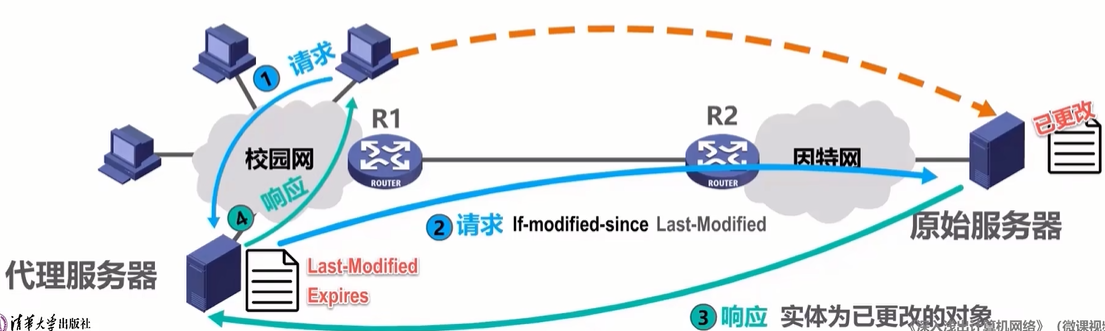 ① 请求
R1
R2
已更改
校园网
因特网
ROUTER
ROUTER
④ 响应
② 请求 If-modified-since Last-Modified
原始服务器
代理服务器
Last-Modified
Expires
③ 响应 实体为已更改的对象
清华大学出版社
《深入浅出计算机网络》（微课视频